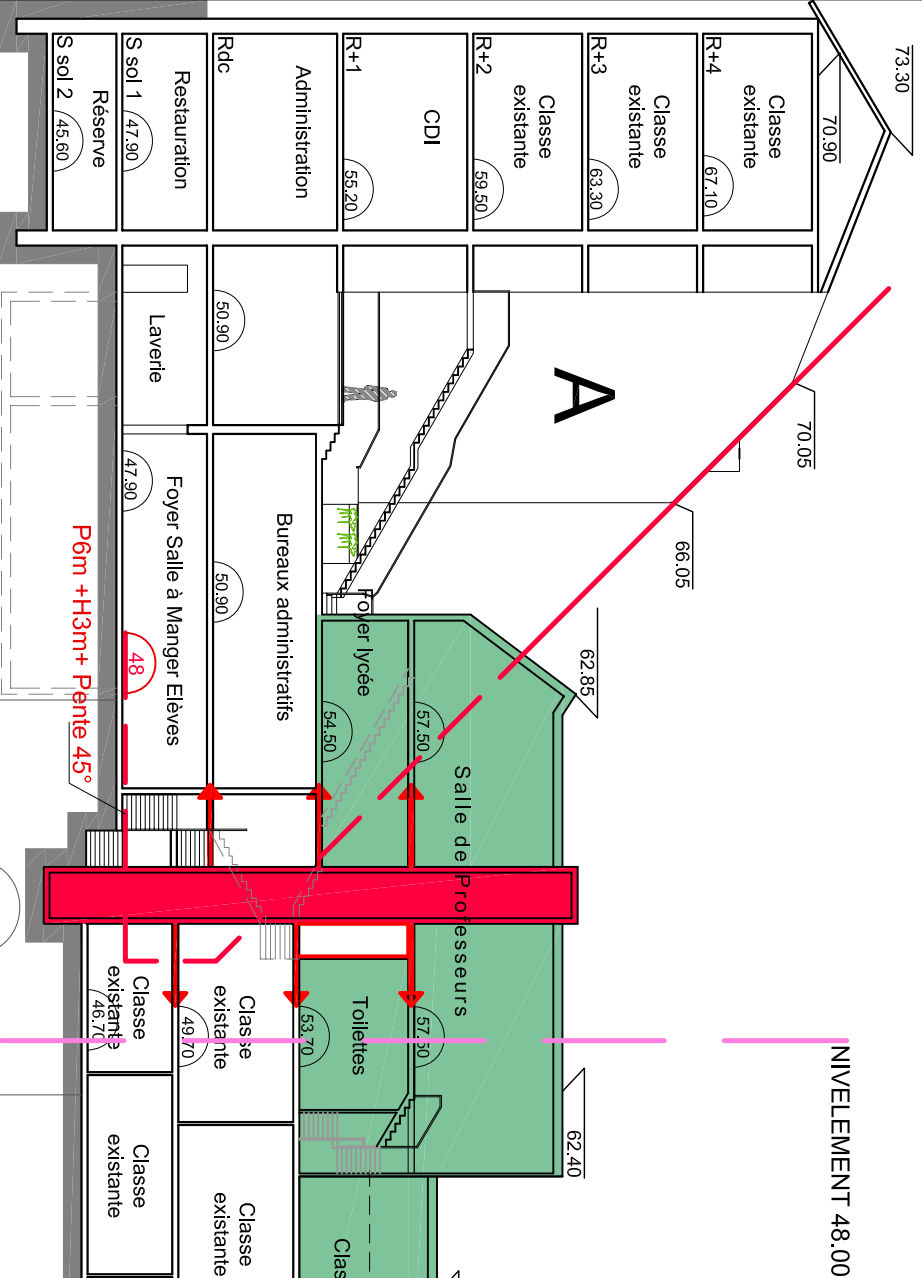 73.30
70.90
R+4
Classe
existante
67.10
R+3
Classe
existante
63.30
R+2
Classe
existante
59.50
R+1
CDI
55.20
Rdc
Administration
S sol 1
Restauration
47.90
S sol 2
Réserve
45.60
A
70.05
66.05
50.90
Laverie
Foyer Salle à Manger Elèves
47.90
48
Bureaux administratifs
50.90
P6m +H3m+ Pente 45°
Foyer lycée
54.50
62.85
57.50
Salle de Professeurs
57.50
Toilettes
53.70
Classe
existante
49.70
Classe
existante
46.70
62.40
NIVELEMENT 48.00
Classe
existante
Classe
existante
Clas